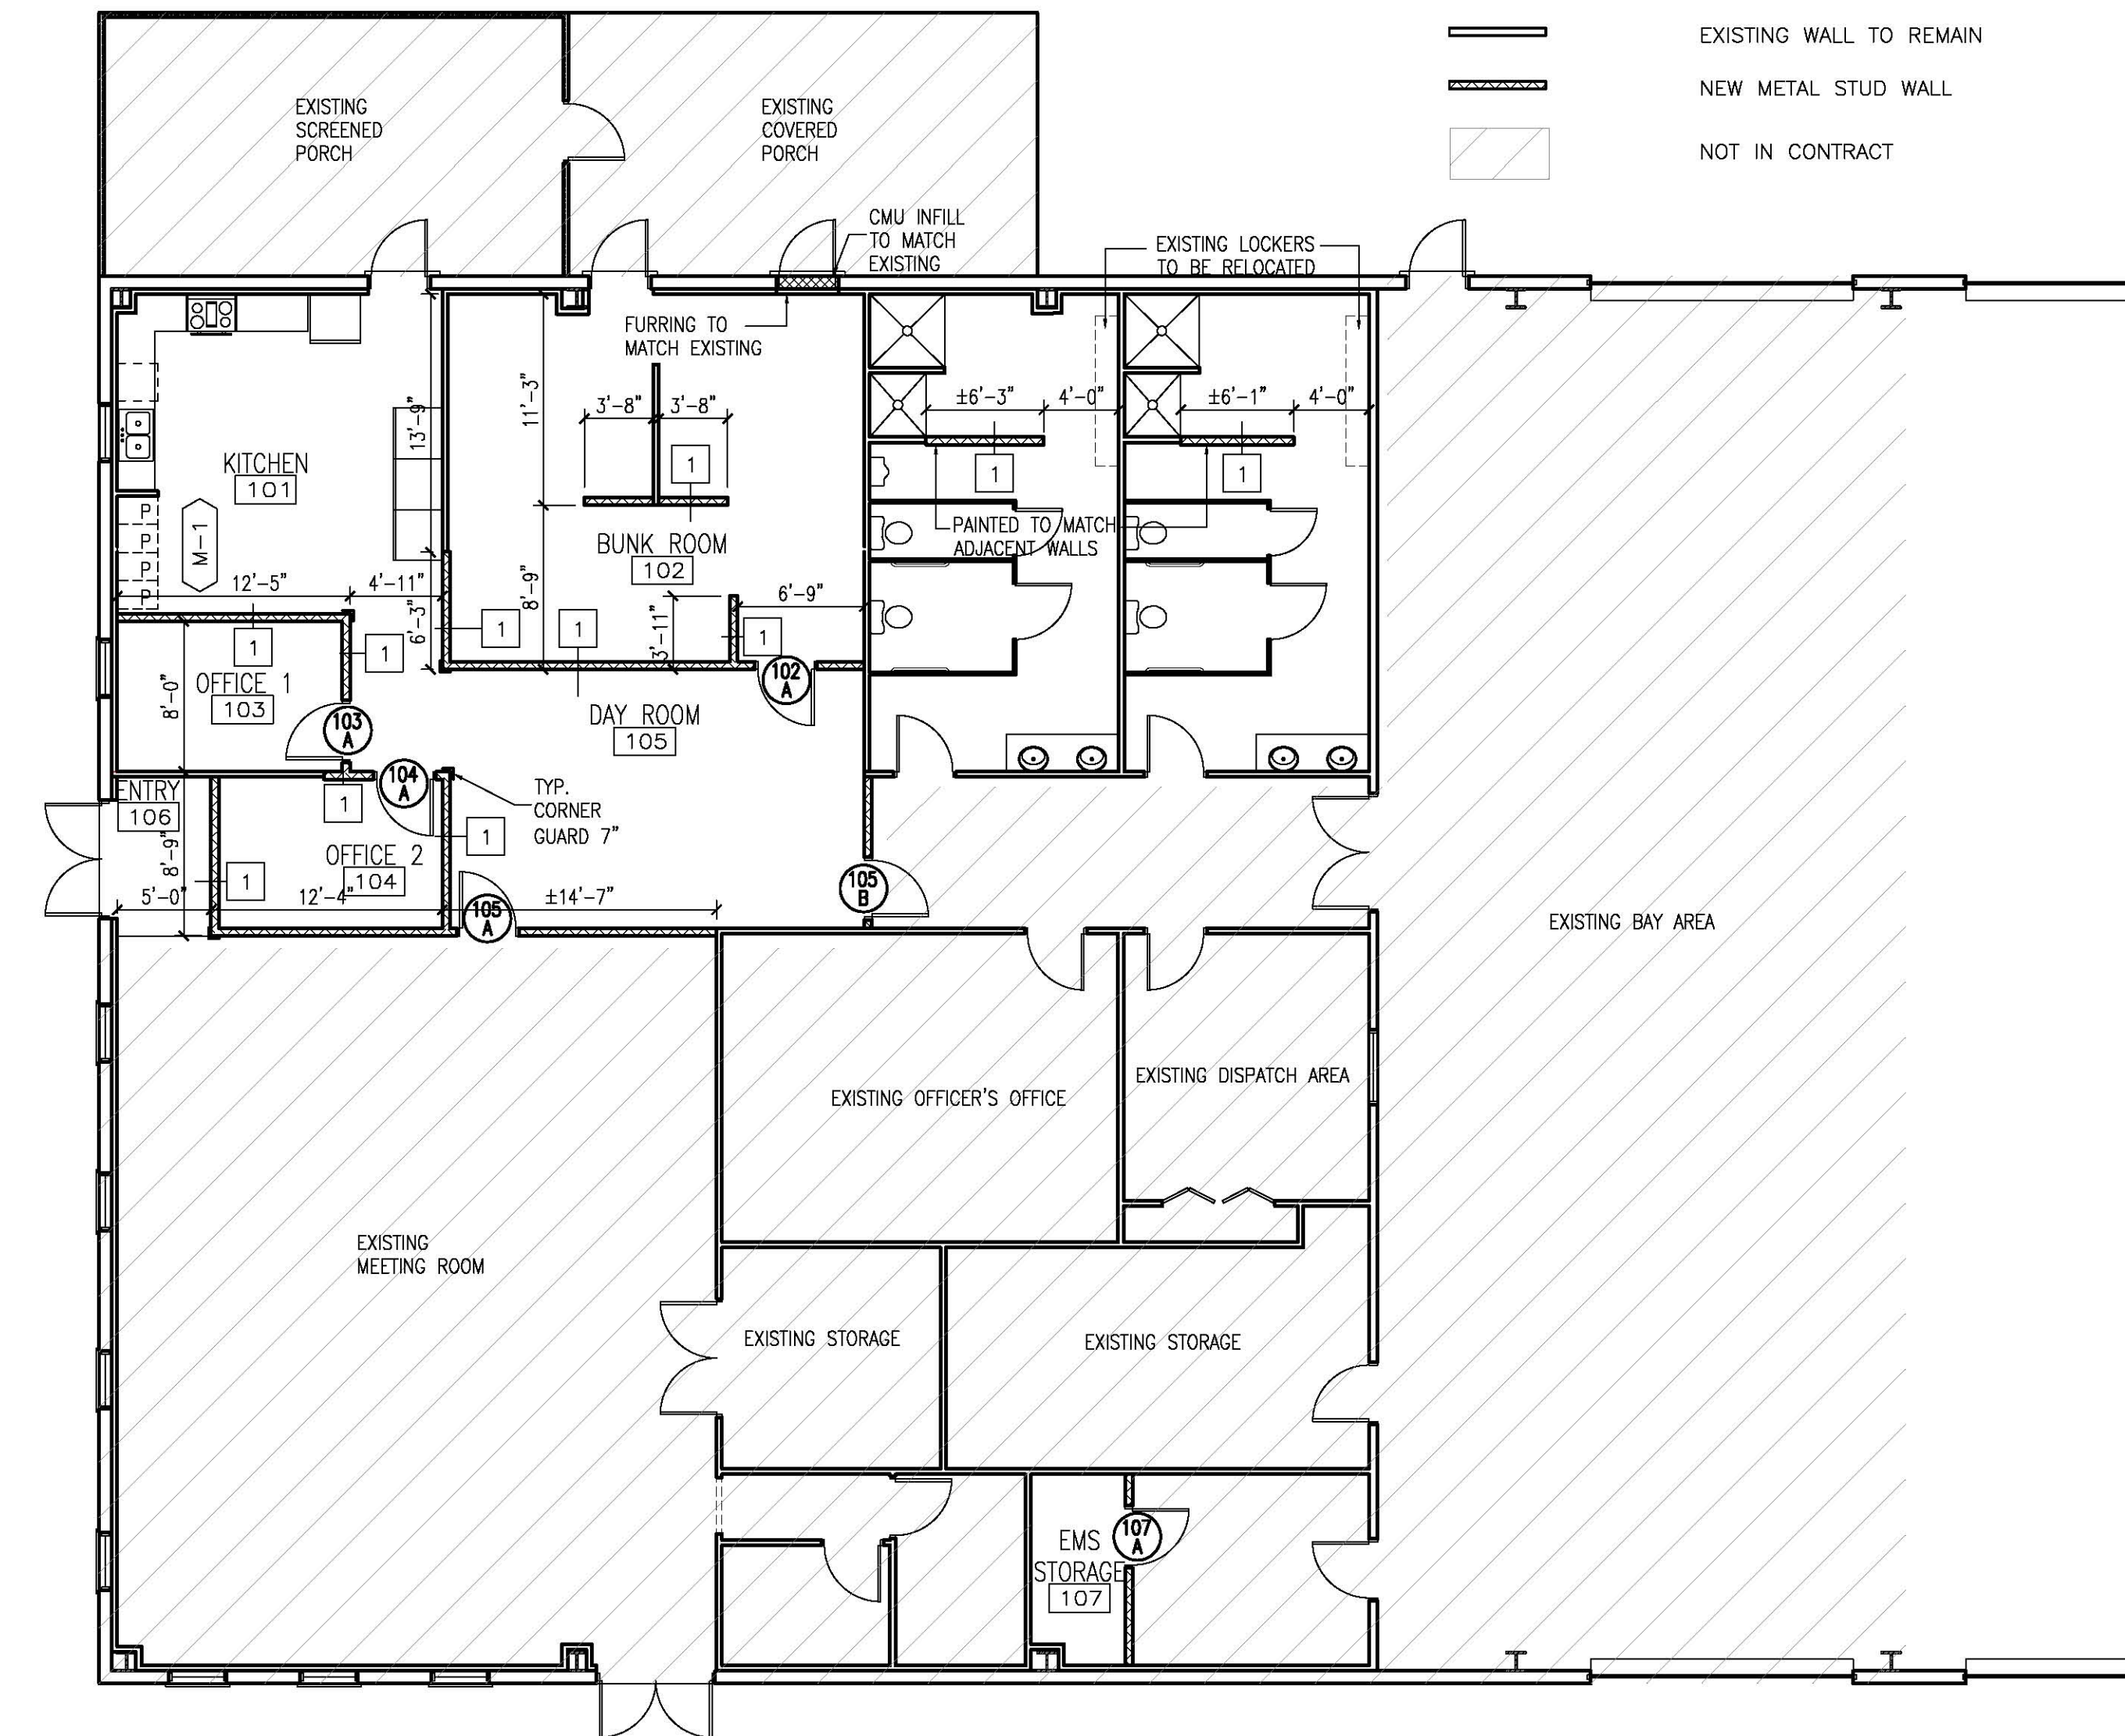 EXISTING WALL TO REMAIN
NEW METAL STUD WALL
NOT IN CONTRACT
EXISTING
SCREENED
PORCH
EXISTING
COVERED
PORCH
CMU INFILL
TO MATCH
EXISTING
EXISTING LOCKERS
TO BE RELOCATED
FURRING TO
MATCH EXISTING
11'-3"
13'-9"
3'-8"
3'-8"
±6'-3"
4'-0"
±6'-1"
4'-0"
KITCHEN
101
1
1
1
P
P
P
P
M-1
PAINTED TO MATCH
ADJACENT WALLS
BUNK ROOM
102
12'-5"
4'-11"
6'-3"
8'-9"
3'-11"
6'-9"
1
1
1
1
1
OFFICE 1
103
8'-0"
102
A
103
A
DAY ROOM
105
104
A
ENTRY
106
1
TYP.
CORNER
GUARD 7"
1
8'-9"
OFFICE 2
104
1
5'-0"
12'-4"
±14'-7"
105
A
105
B
EXISTING BAY AREA
EXISTING OFFICER'S OFFICE
EXISTING DISPATCH AREA
EXISTING
MEETING ROOM
EXISTING STORAGE
EXISTING STORAGE
EMS
STORAGE
107
107
A